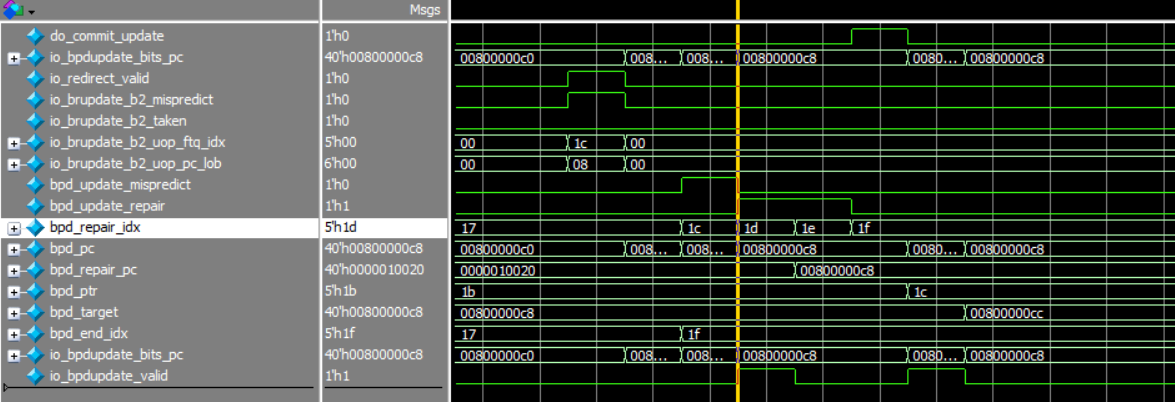 Msgs
do_commit_update 1'h0
io_bpdupdate_bits_pc 40'h00800000c8 00800000c0 008... 008... 00800000c8 0080... 00800000c8
io_redirect_valid 1'h0
io_brupdate_b2_mispredict 1'h0
io_brupdate_b2_taken 1'h0
io_brupdate_b2_uop_ftq_idx 5'h00 00 1c 00
io_brupdate_b2_uop_pc_lob 6'h00 00 08 00
bpd_update_mispredict 1'h0
bpd_update_repair 1'h1
bpd_repair_idx 5'h1d 17 1c 1d 1e 1f
bpd_pc 40'h00800000c8 00800000c0 008... 008... 00800000c8 0080... 00800000c8
bpd_repair_pc 40'h0000010020 0000010020 00800000c8
bpd_ptr 5'h1b 1b 1c
bpd_target 40'h00800000c8 00800000c8 00800000cc
bpd_end_idx 5'h1f 17 1f
io_bpdupdate_bits_pc 40'h00800000c8 00800000c0 008... 008... 00800000c8 0080... 00800000c8
io_bpdupdate_valid 1'h1